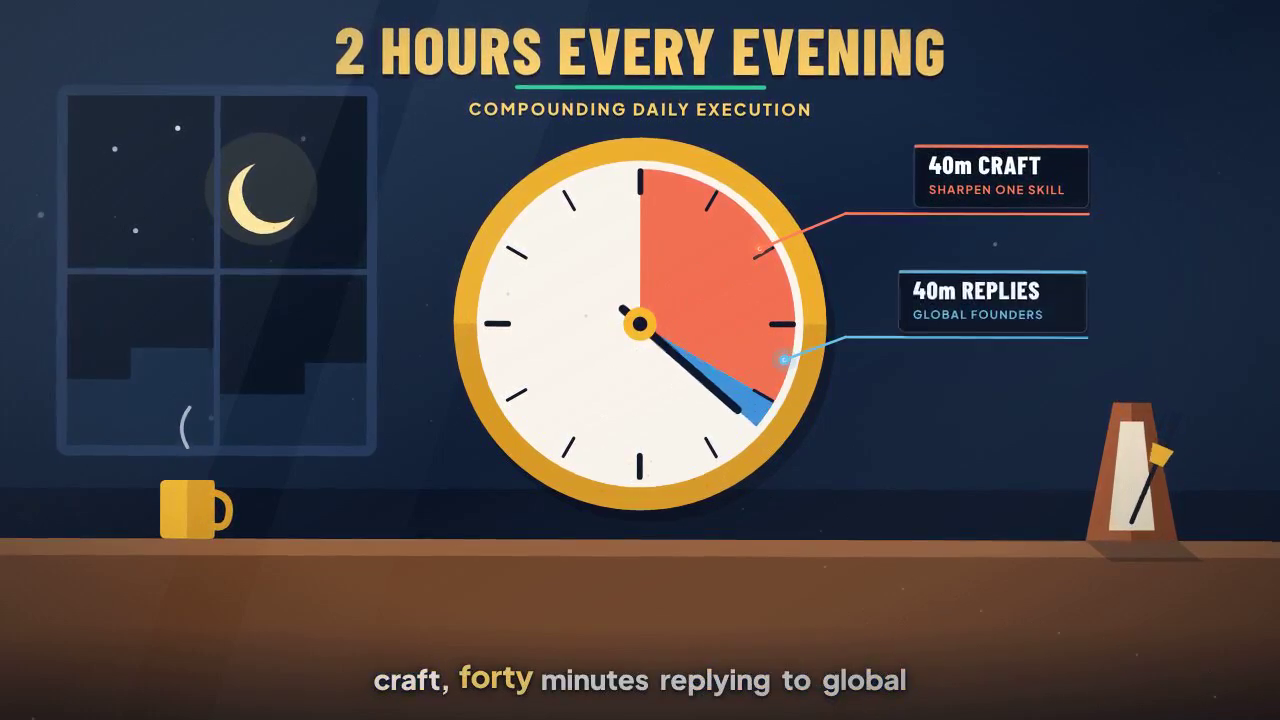 2 HOURS EVERY EVENING
COMPOUNDING DAILY EXECUTION
40m CRAFT
SHARPEN ONE SKILL
40m REPLIES
GLOBAL FOUNDERS
craft, forty minutes replying to global